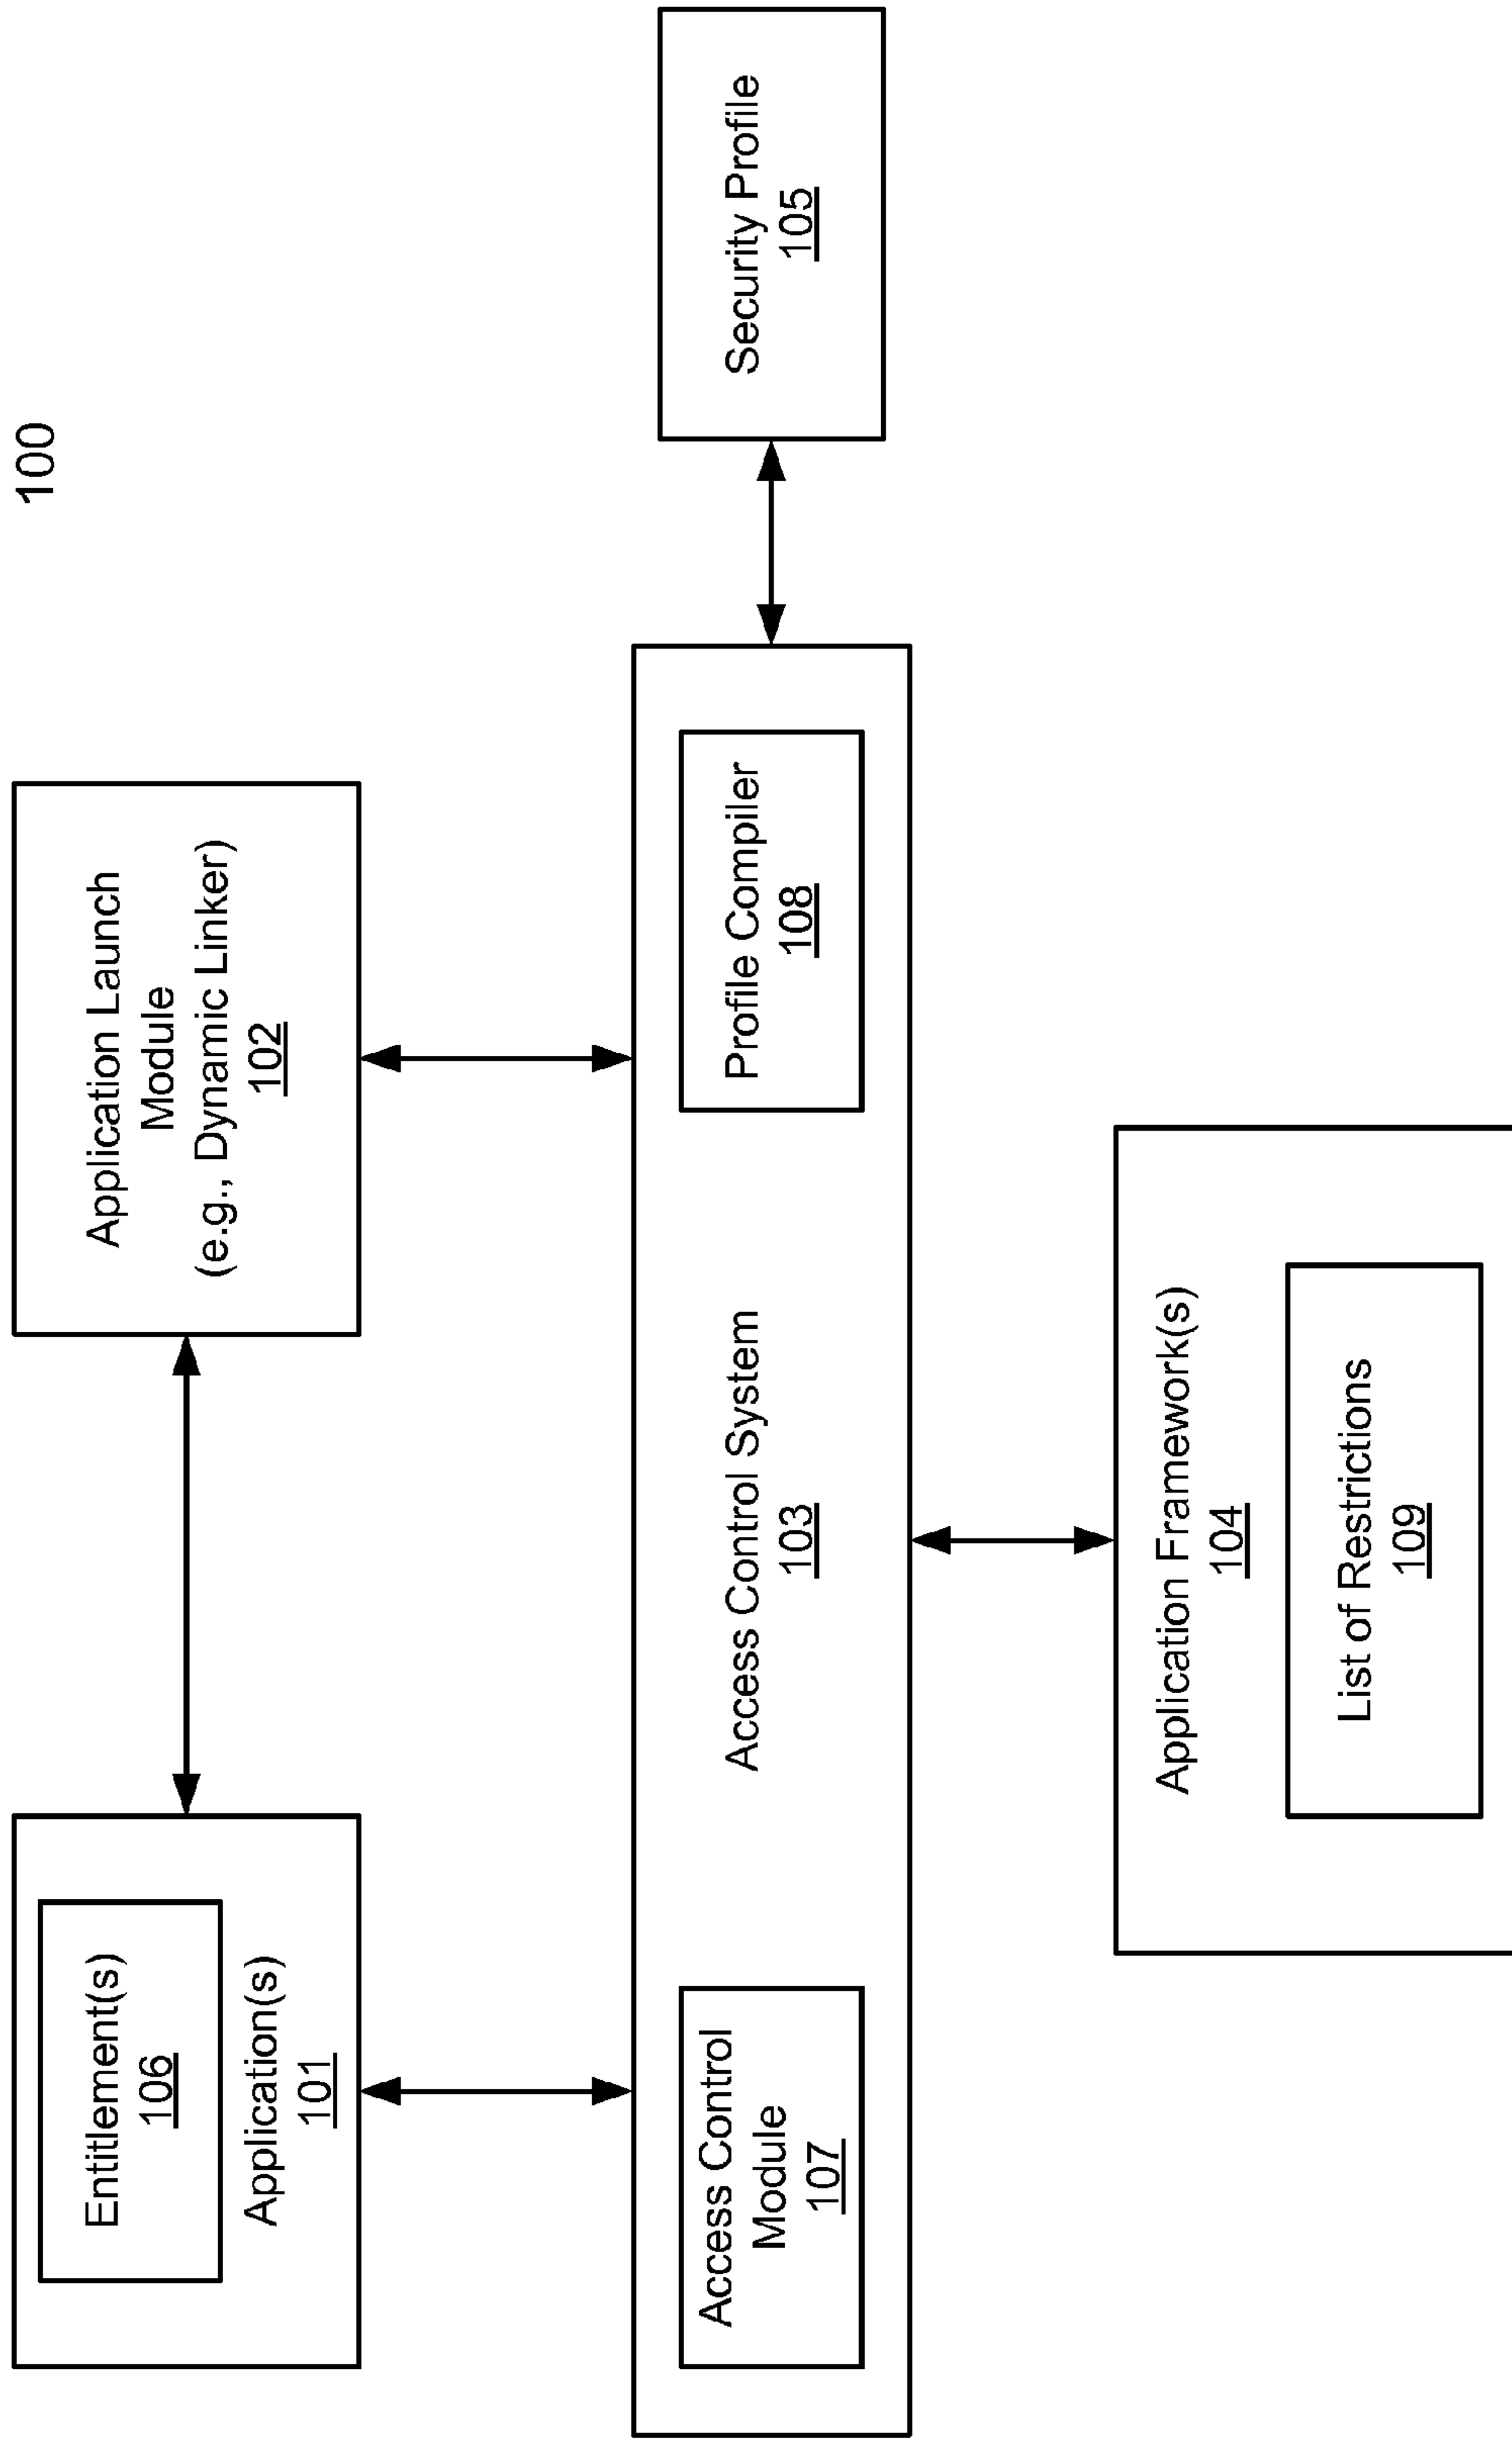 100
Entitlement(s)
106
Application(s)
101
Application Launch
Module
(e.g., Dynamic Linker)
102
Access Control
Module
107
Access Control System
103
Profile Compiler
108
Security Profile
105
Application Framework(s)
104
List of Restrictions
109